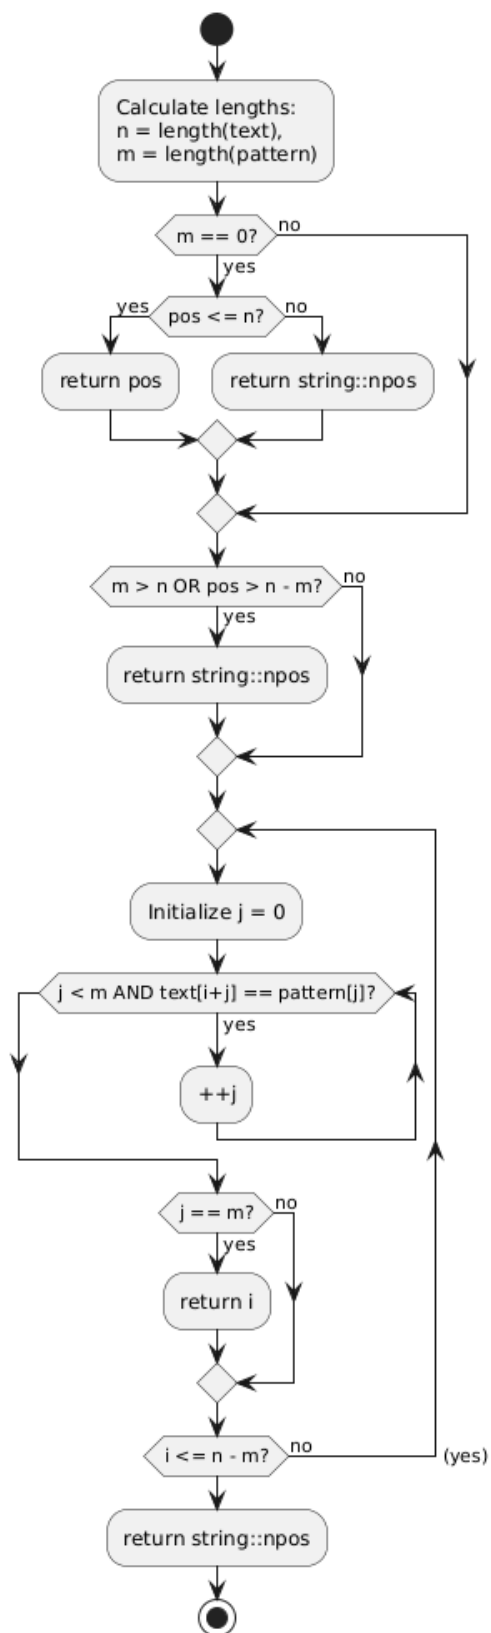 Calculate lengths:
n = length(text),
m = length(pattern)
m == 0?
no
yes
yes
pos <= n?
no
return pos
return string::npos
m > n OR pos > n - m?
no
yes
return string::npos
Initialize j = 0
j < m AND text[i+j] == pattern[j]?
yes
++j
j == m?
no
yes
return i
i <= n - m?
no
(yes)
return string::npos